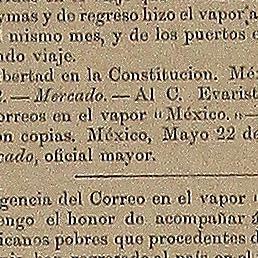 ymas y de regreso hizo el vapor
mismo mes, y de los puertos e
ndo viaje.
bertad en la Constitucion. Mé
2.—Mercado.—Al C. Evarist
orreos en el vapor "México."—
on copias. México, Mayo 22 de
cado, oficial mayor.
gencia del Correo en el vapor "
engo el honor de acompañar á
icanos pobres que procedentes d